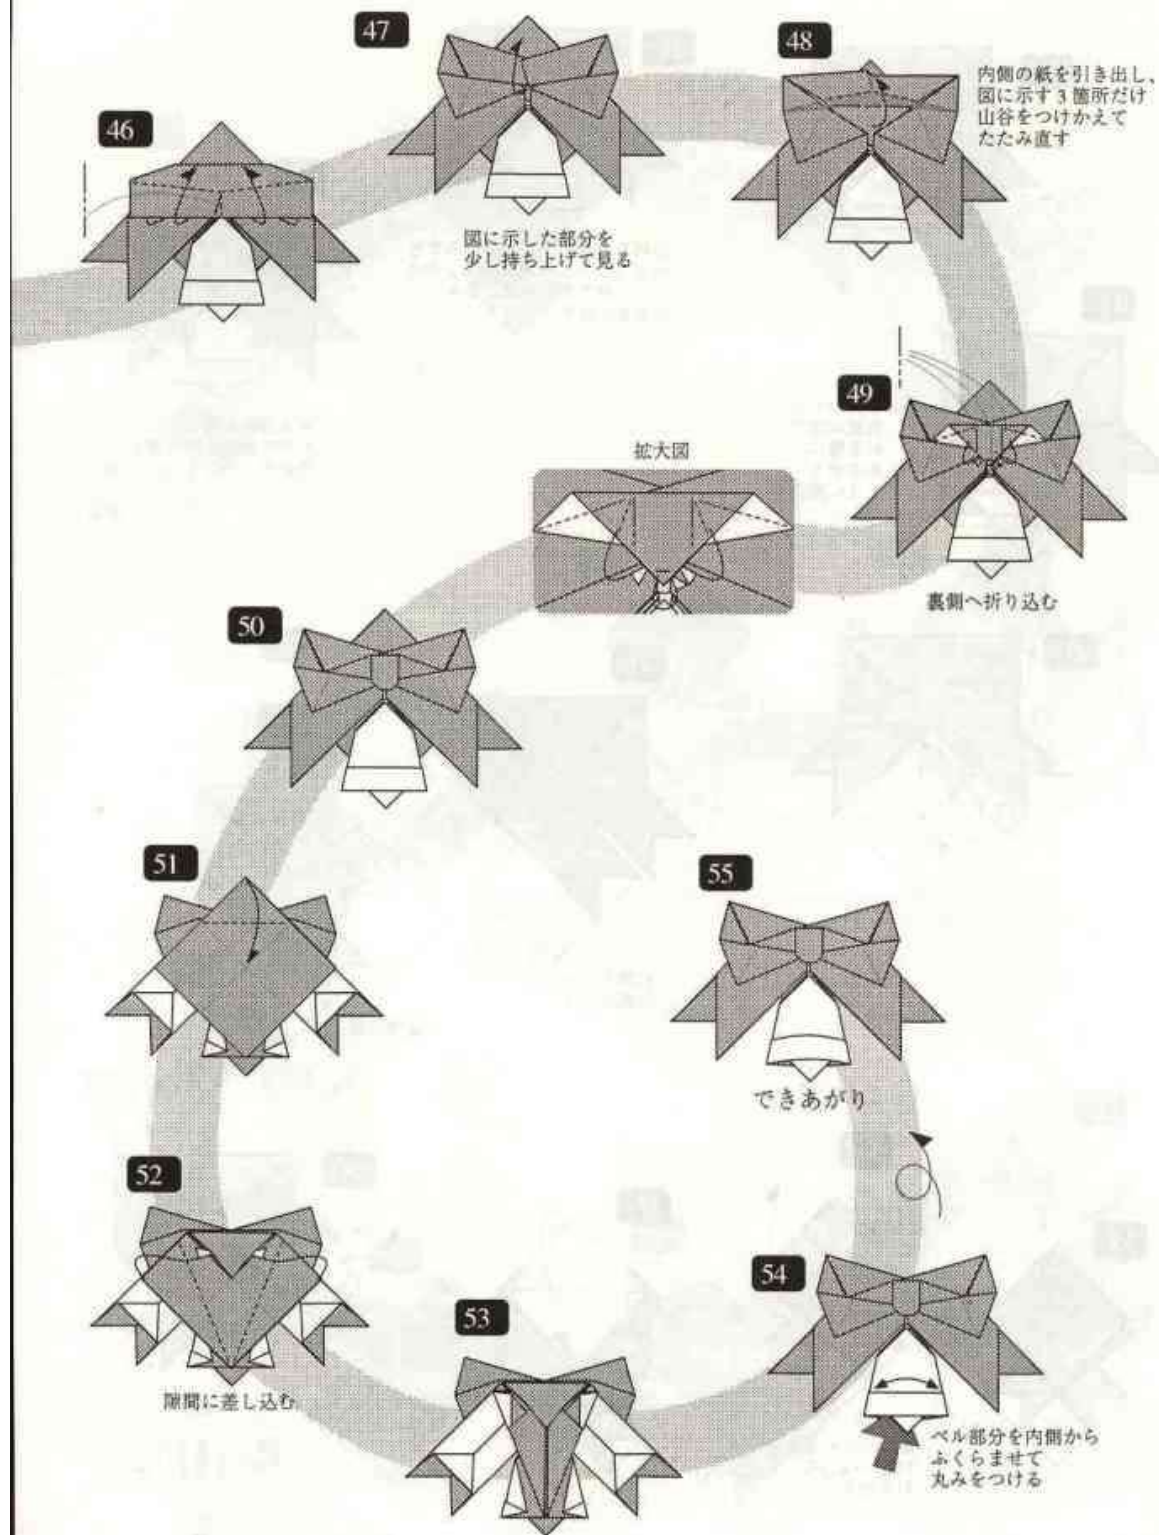 46
47
図に示した部分を
少し持ち上げて見る
48
内側の紙を引き出し、
図に示す3箇所だけ
山谷をつけかえて
たたみ直す
49
裏側へ折り込む
拡大図
50
51
52
隙間に差し込む
53
54
ベル部分を内側から
ふくらませて
丸みをつける
55
できあがり